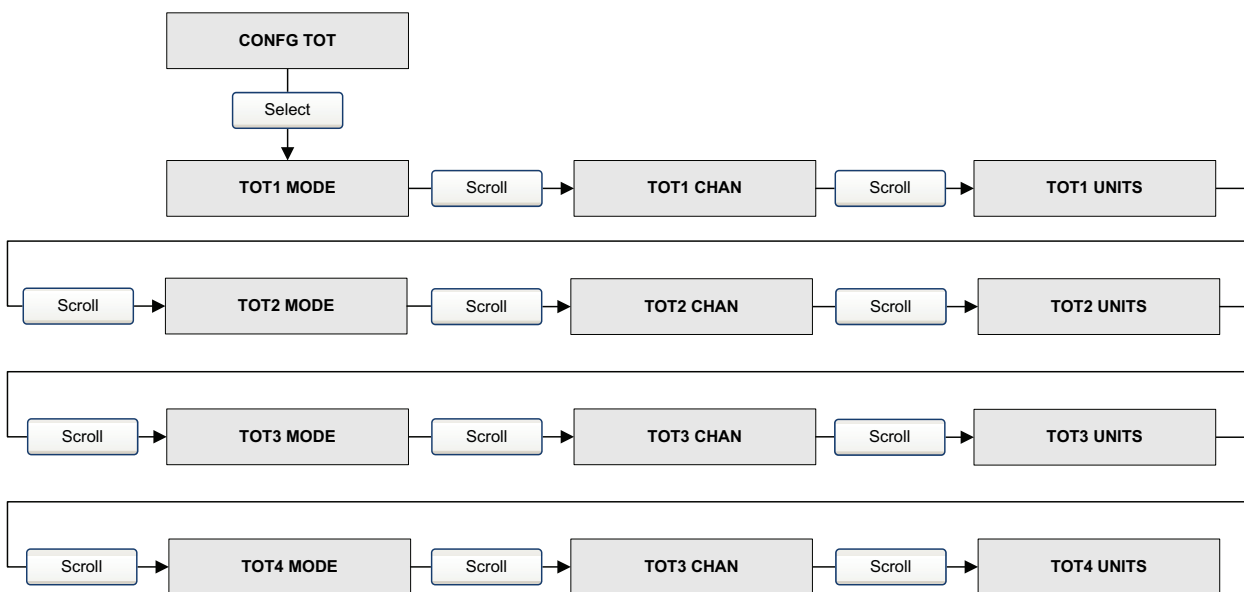 CONFG TOT
Select
TOT1 MODE Scroll TOT1 CHAN Scroll TOT1 UNITS
Scroll TOT2 MODE Scroll TOT2 CHAN Scroll TOT2 UNITS
Scroll TOT3 MODE Scroll TOT3 CHAN Scroll TOT3 UNITS
Scroll TOT4 MODE Scroll TOT3 CHAN Scroll TOT4 UNITS